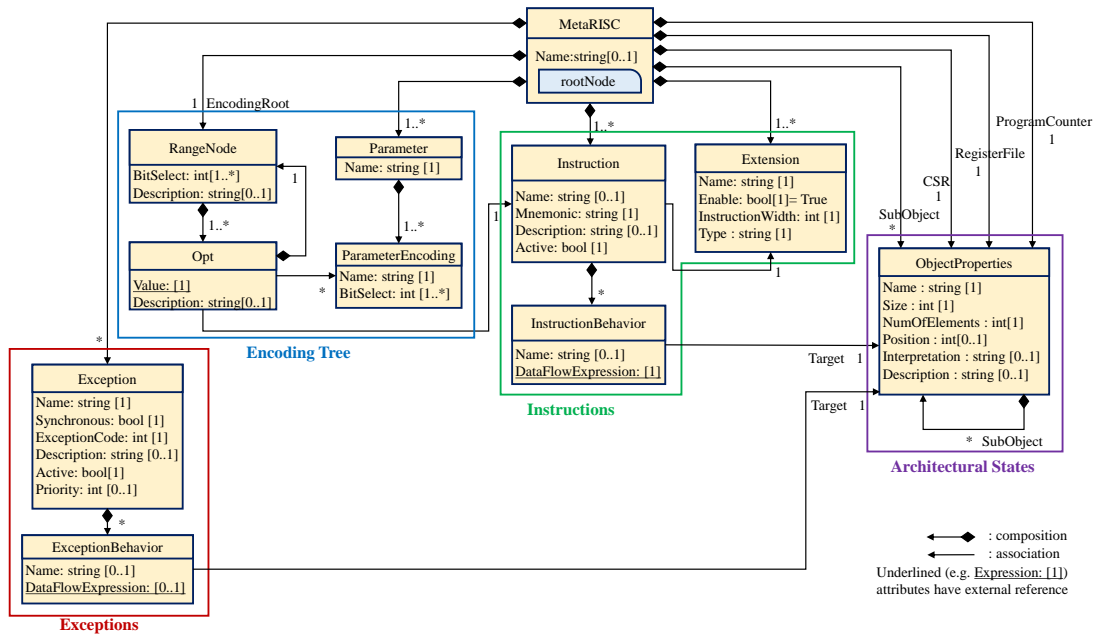 MetaRISC
Name:string[0..1]
rootNode
1 EncodingRoot
1..*
1..*
1..*
ProgramCounter
1
RegisterFile
1
CSR
1
SubObject
*
RangeNode
BitSelect: int[1..*]
Description: string[0..1]
1
1..*
Opt
Value: [1]
Description: string[0..1]
Parameter
Name: string [1]
1..*
ParameterEncoding
Name: string [1]
BitSelect: int [1..*]
*
Encoding Tree
1
Instruction
Name: string [0..1]
Mnemonic: string [1]
Description: string [0..1]
Active: bool [1]
*
InstructionBehavior
Name: string [0..1]
DataFlowExpression: [1]
Instructions
Extension
Name: string [1]
Enable: bool[1]= True
InstructionWidth: int [1]
Type : string [1]
1
ObjectProperties
Name : string [1]
Size : int [1]
NumOfElements : int[1]
Position : int[0..1]
Interpretation : string [0..1]
Description : string [0..1]
Target 1
Target 1
* SubObject
Architectural States
*
Exception
Name: string [1]
Synchronous: bool [1]
ExceptionCode: int [1]
Description: string [0..1]
Active: bool[1]
Priority: int [0..1]
*
ExceptionBehavior
Name: string [0..1]
DataFlowExpression: [0..1]
Exceptions
: composition
: association
Underlined (e.g. Expression: [1])
attributes have external reference